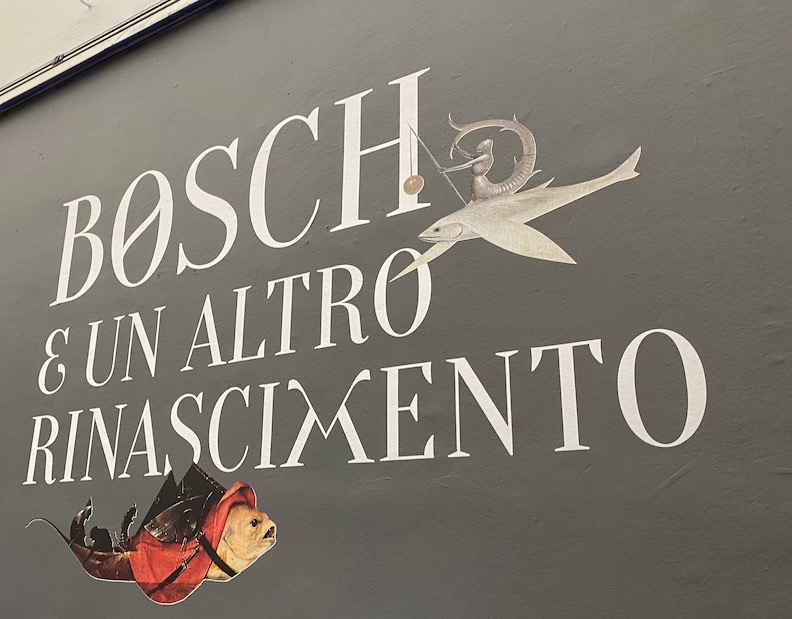 BOSCH
E UN ALTRO
RINASCIMENTO